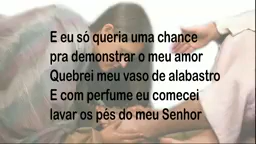 E eu só queria uma chance
pra demonstrar o meu amor
Quebrei meu vaso de alabastro
E com perfume eu comecei
lavar os pés do meu Senhor